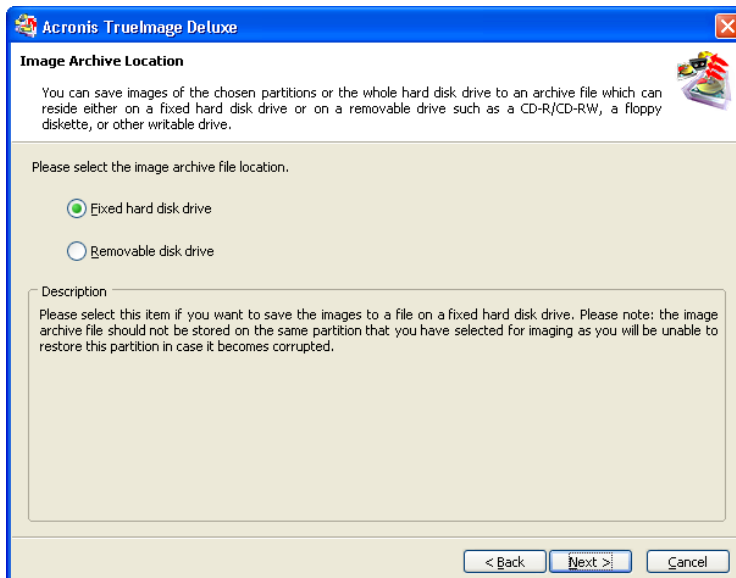 Acronis TrueImage Deluxe
Image Archive Location
You can save images of the chosen partitions or the whole hard disk drive to an archive file which can
reside either on a fixed hard disk drive or on a removable drive such as a CD-R/CD-RW, a floppy
diskette, or other writable drive.
Please select the image archive file location.
Fixed hard disk drive
Removable disk drive
Description
Please select this item if you want to save the images to a file on a fixed hard disk drive. Please note: the image
archive file should not be stored on the same partition that you have selected for imaging as you will be unable to
restore this partition in case it becomes corrupted.
< Back Next > Cancel